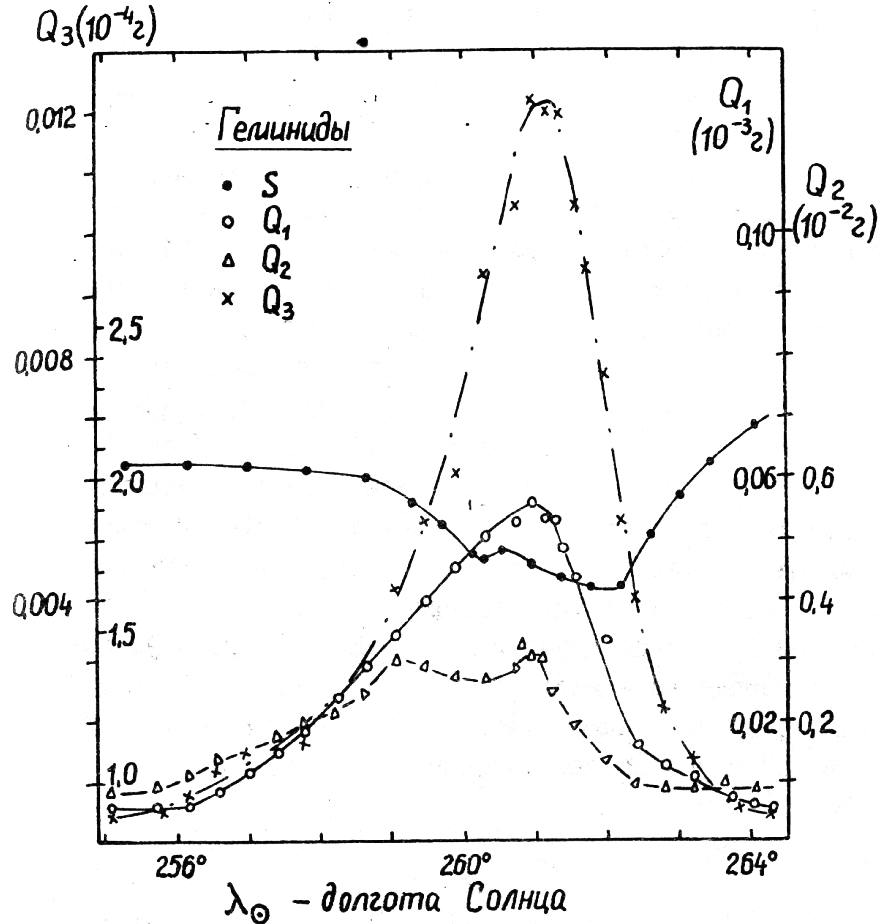 Q₃(10⁻⁴г)
Q₁
(10⁻³г)
Q₂
(10⁻²г)
Геминиды
S
Q₁
Q₂
Q₃
0,012
0,008
0,004
2,5
2,0
1,5
1,0
0,10
0,06
0,02
0,6
0,4
0,2
256° 260° 264°
λ☉ – долгота Солнца